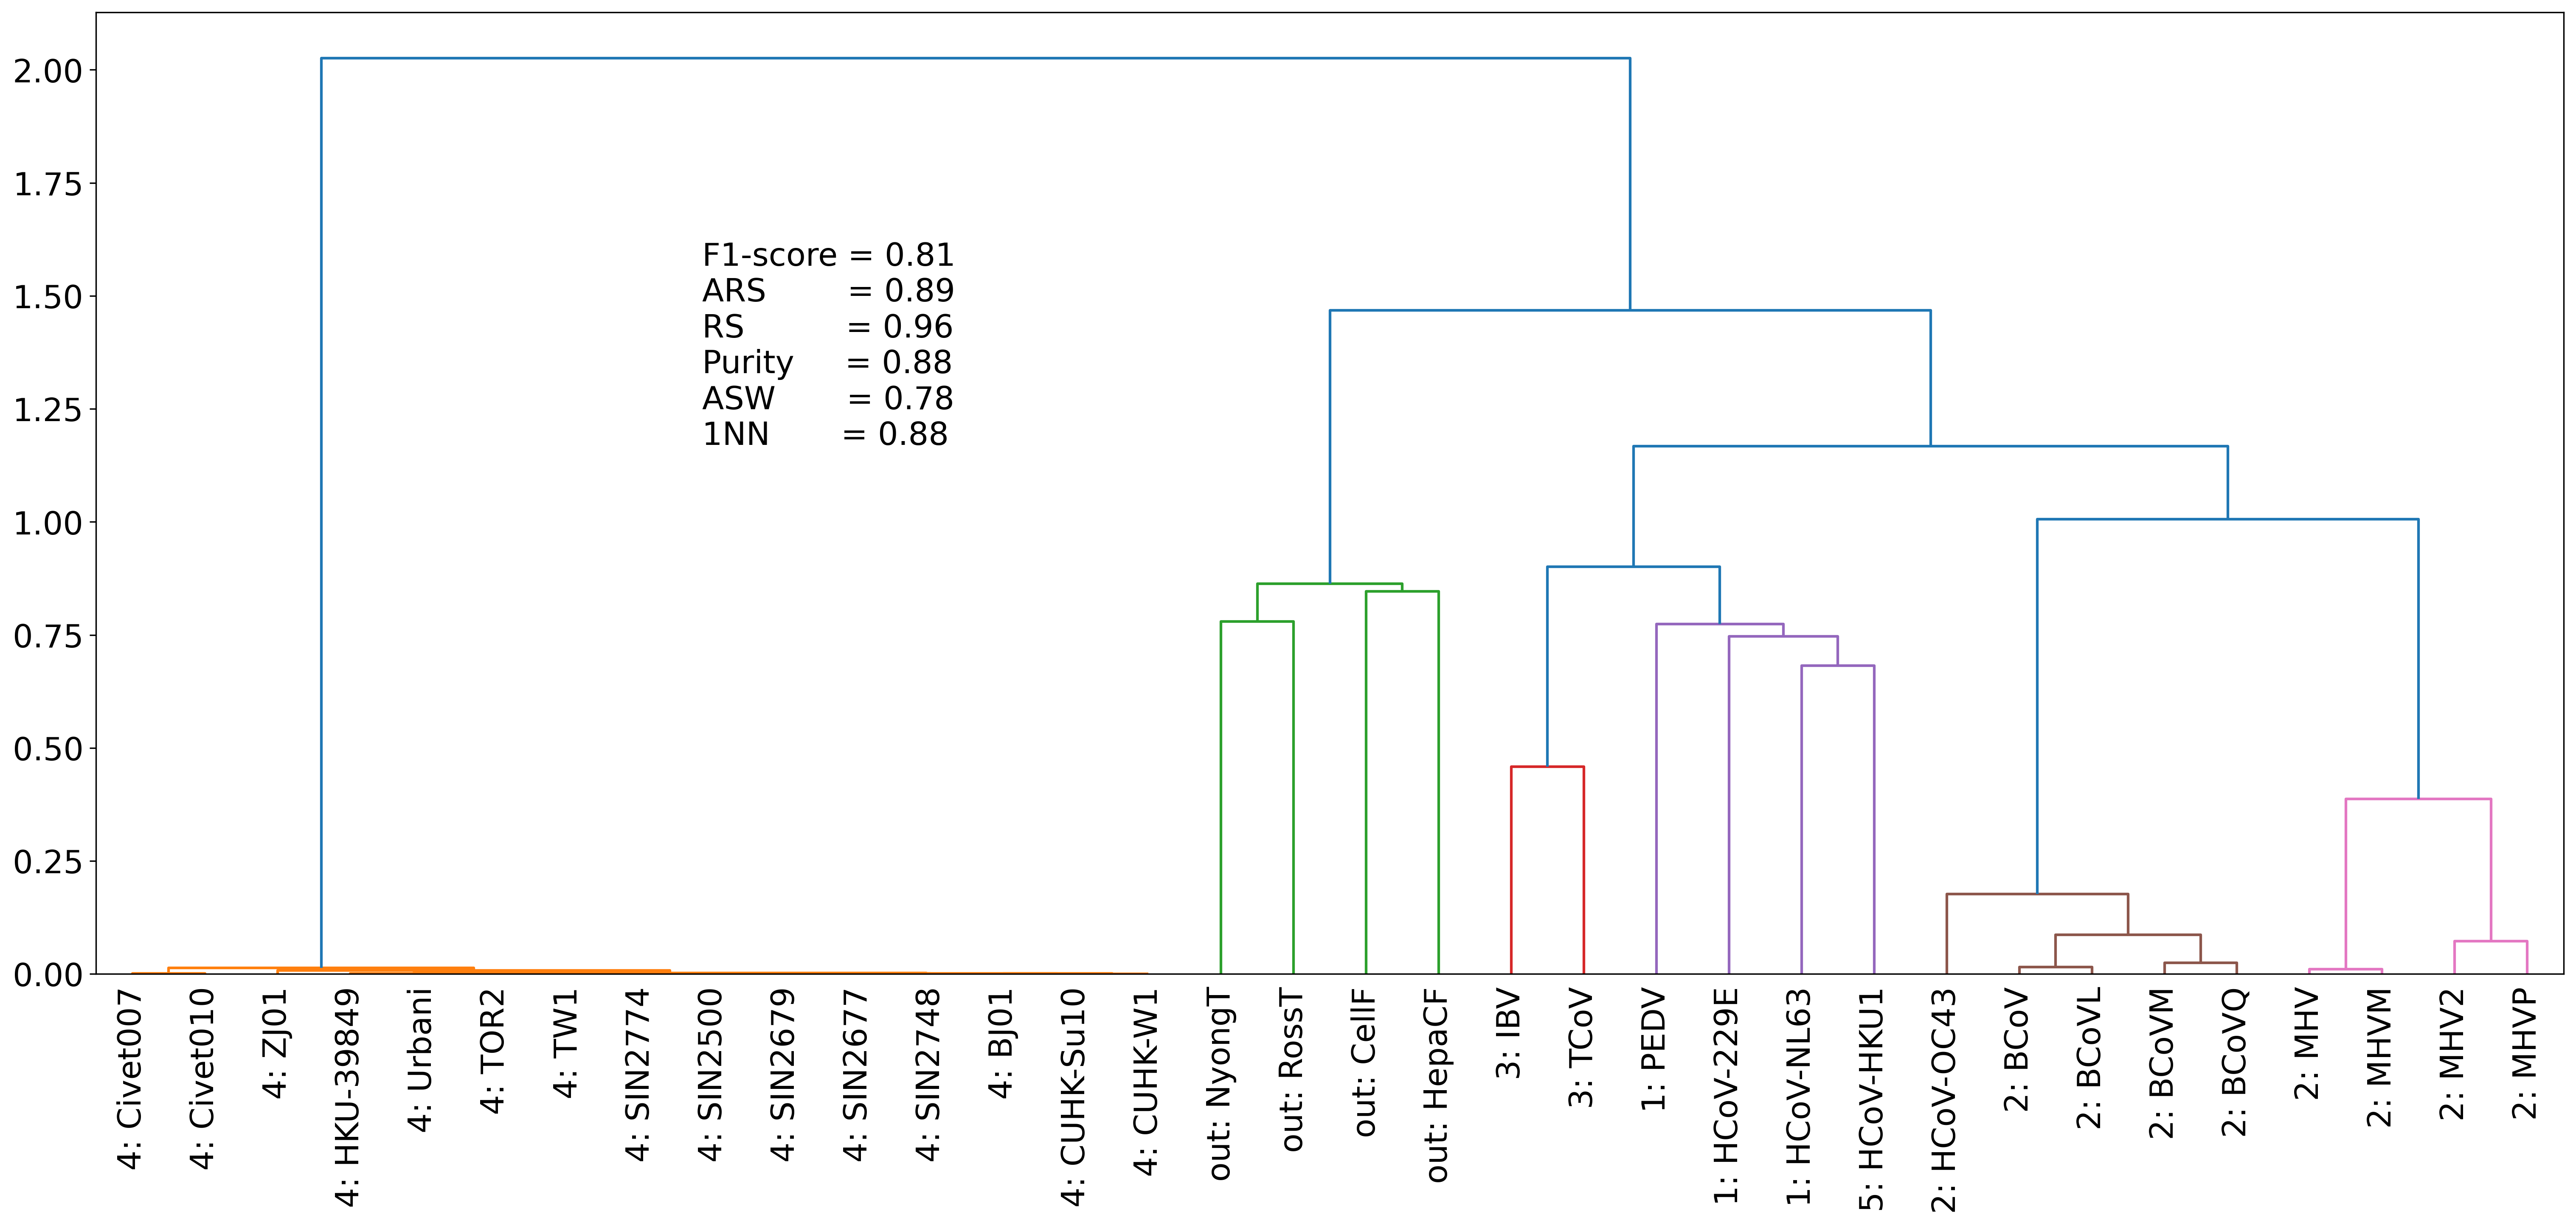 2.00
1.75
1.50
1.25
1.00
0.75
0.50
0.25
0.00
F1-score = 0.81
ARS = 0.89
RS = 0.96
Purity = 0.88
ASW = 0.78
1NN = 0.88
4: Civet007
4: Civet010
4: ZJ01
4: HKU-39849
4: Urbani
4: TOR2
4: TW1
4: SIN2774
4: SIN2500
4: SIN2679
4: SIN2677
4: SIN2748
4: BJ01
4: CUHK-Su10
4: CUHK-W1
out: NyongT
out: RossT
out: CellF
out: HepaCF
3: IBV
3: TCoV
1: PEDV
1: HCoV-229E
1: HCoV-NL63
5: HCoV-HKU1
2: HCoV-OC43
2: BCoV
2: BCoVL
2: BCoVM
2: BCoVQ
2: MHV
2: MHVM
2: MHV2
2: MHVP